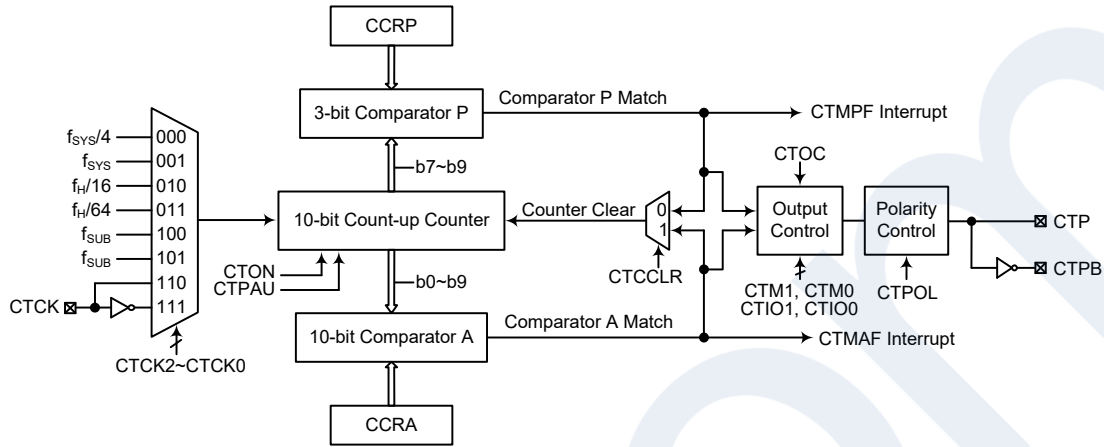 CCRP
3-bit Comparator P
Comparator P Match
CTMPF Interrupt
b7~b9
fSYS/4
000
fSYS
001
fH/16
010
fH/64
011
fSUB
100
fSUB
101
110
111
CTCK
CTCK2~CTCK0
10-bit Count-up Counter
CTON
CTPAU
b0~b9
Counter Clear
0
1
CTCCLR
CTOC
Output
Control
CTM1, CTM0
CTIO1, CTIO0
Polarity
Control
CTPOL
CTP
CTPB
10-bit Comparator A
Comparator A Match
CTMAF Interrupt
CCRA